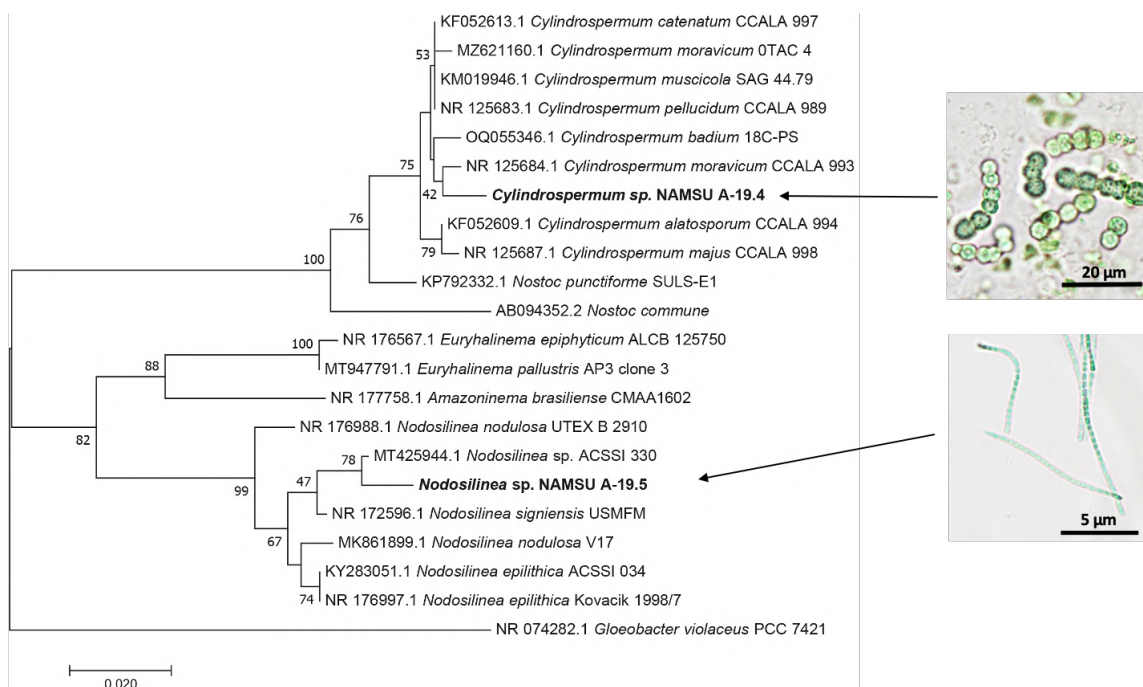 KF052613.1 Cylindrospermum catenatum CCALA 997
53
MZ621160.1 Cylindrospermum moravicum 0TAC 4
KM019946.1 Cylindrospermum muscicola SAG 44.79
NR 125683.1 Cylindrospermum pellucidum CCALA 989
OQ055346.1 Cylindrospermum badium 18C-PS
75
NR 125684.1 Cylindrospermum moravicum CCALA 993
42
Cylindrospermum sp. NAMSU A-19.4
76
KF052609.1 Cylindrospermum alatosporum CCALA 994
79
NR 125687.1 Cylindrospermum majus CCALA 998
100
KP792332.1 Nostoc punctiforme SULS-E1
AB094352.2 Nostoc commune
100
NR 176567.1 Euryhalinema epiphyticum ALCB 125750
88
MT947791.1 Euryhalinema pallustris AP3 clone 3
NR 177758.1 Amazoninema brasiliense CMAA1602
82
NR 176988.1 Nodosilinea nodulosa UTEX B 2910
78
MT425944.1 Nodosilinea sp. ACSSI 330
99
47
Nodosilinea sp. NAMSU A-19.5
NR 172596.1 Nodosilinea signiensis USMFM
67
MK861899.1 Nodosilinea nodulosa V17
KY283051.1 Nodosilinea epilithica ACSSI 034
74
NR 176997.1 Nodosilinea epilithica Kovacik 1998/7
NR 074282.1 Gloeobacter violaceus PCC 7421
0.020
20 µm
5 µm